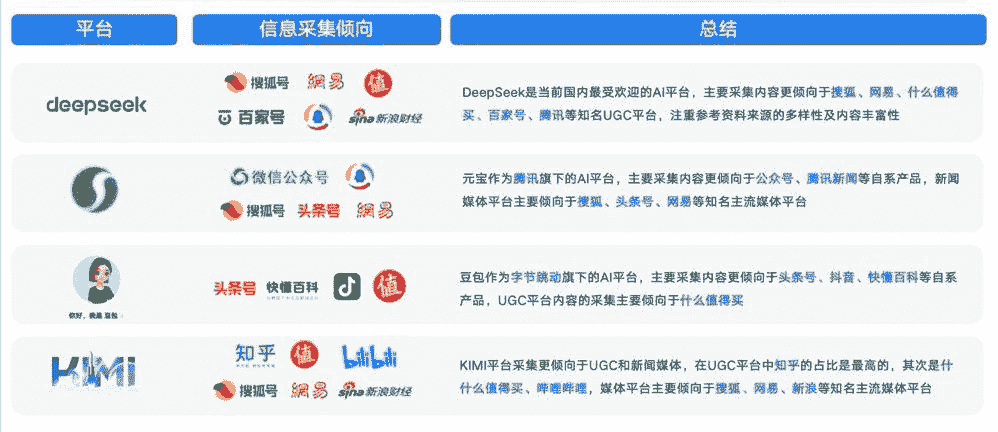 平台
信息采集倾向
总结
deepseek
搜狐号 網易 值
百家号 sina新浪财经
DeepSeek是当前国内最受欢迎的AI平台，主要采集内容更倾向于搜狐、网易、什么值得
买、百家号、腾讯等知名UGC平台，注重参考资料来源的多样性及内容丰富性
微信公众号
搜狐号 头条号 網易
元宝作为腾讯旗下的AI平台，主要采集内容更倾向于公众号、腾讯新闻等自系产品，新闻
媒体平台主要倾向于搜狐、头条号、网易等知名主流媒体平台
你好，我是 豆包
头条号 快懂百科 值
豆包作为字节跳动旗下的AI平台，主要采集内容更倾向于头条号、抖音、快懂百科等自系
产品，UGC平台内容的采集主要倾向于什么值得买
KIMI
知乎 值 bilibili
搜狐号 網易 sina新浪财经
KIMI平台采集更倾向于UGC和新闻媒体，在UGC平台中知乎的占比是最高的，其次是什
什么值得买、哔哩哔哩，媒体平台主要倾向于搜狐、网易、新浪等知名主流媒体平台